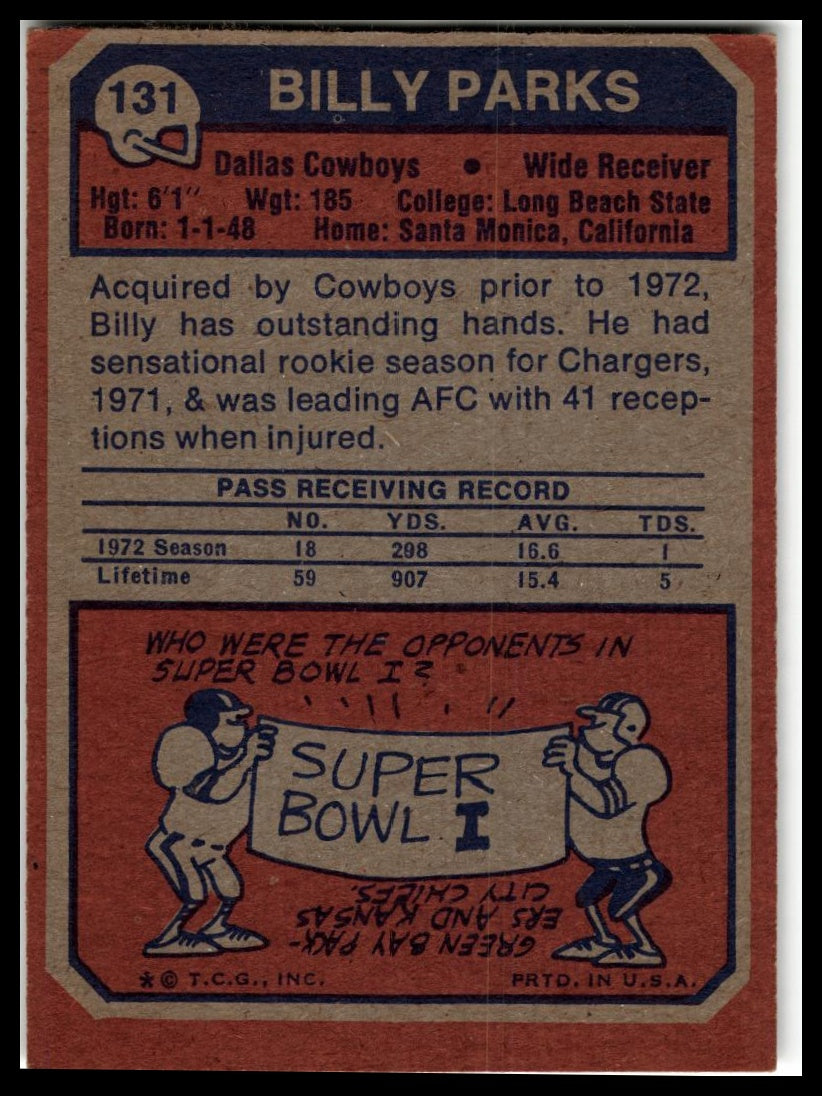 131
BILLY PARKS
Dallas Cowboys • Wide Receiver
Hgt: 6'1" Wgt: 185 College: Long Beach State
Born: 1-1-48 Home: Santa Monica, California
Acquired by Cowboys prior to 1972,
Billy has outstanding hands. He had
sensational rookie season for Chargers,
1971, & was leading AFC with 41 recep-
tions when injured.
PASS RECEIVING RECORD
NO. YDS. AVG. TDS.
1972 Season 18 298 16.6 1
Lifetime 59 907 15.4 5
WHO WERE THE OPPONENTS IN
SUPER BOWL I?
SUPER
BOWL I
GREEN BAY PACK-
ERS AND KANSAS
CITY CHIEFS.
* © T.C.G., INC. PRTD. IN U.S.A.